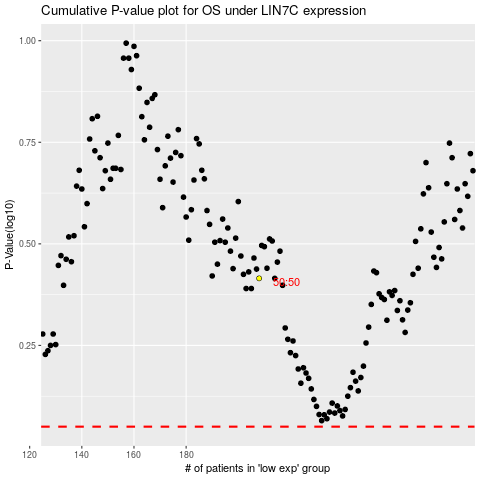 Cumulative P-value plot for OS under LIN7C expression
1.00
0.75
0.50
0.25
P-Value(log10)
50:50
120 140 160 180
# of patients in 'low exp' group